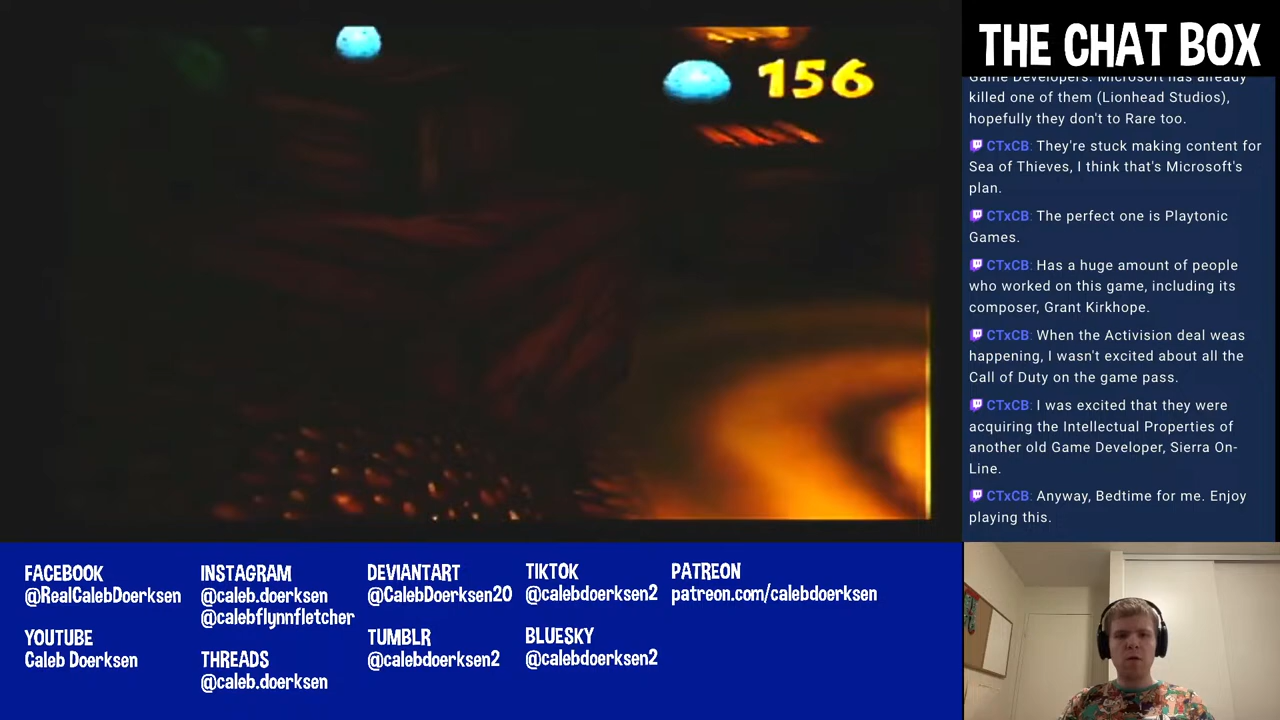 156
THE CHAT BOX
Game Developers. Microsoft has already
killed one of them (Lionhead Studios),
hopefully they don't to Rare too.
CTxCB: They're stuck making content for
Sea of Thieves, I think that's Microsoft's
plan.
CTxCB: The perfect one is Playtonic
Games.
CTxCB: Has a huge amount of people
who worked on this game, including its
composer, Grant Kirkhope.
CTxCB: When the Activision deal weas
happening, I wasn't excited about all the
Call of Duty on the game pass.
CTxCB: I was excited that they were
acquiring the Intellectual Properties of
another old Game Developer, Sierra On-
Line.
CTxCB: Anyway, Bedtime for me. Enjoy
playing this.
FACEBOOK
@RealCalebDoerksen
YOUTUBE
Caleb Doerksen
INSTAGRAM
@caleb.doerksen
@calebflynnfletcher
THREADS
@caleb.doerksen
DEVIANTART
@CalebDoerksen20
TUMBLR
@calebdoerksen2
TIKTOK
@calebdoerksen2
BLUESKY
@calebdoerksen2
PATREON
patreon.com/calebdoerksen